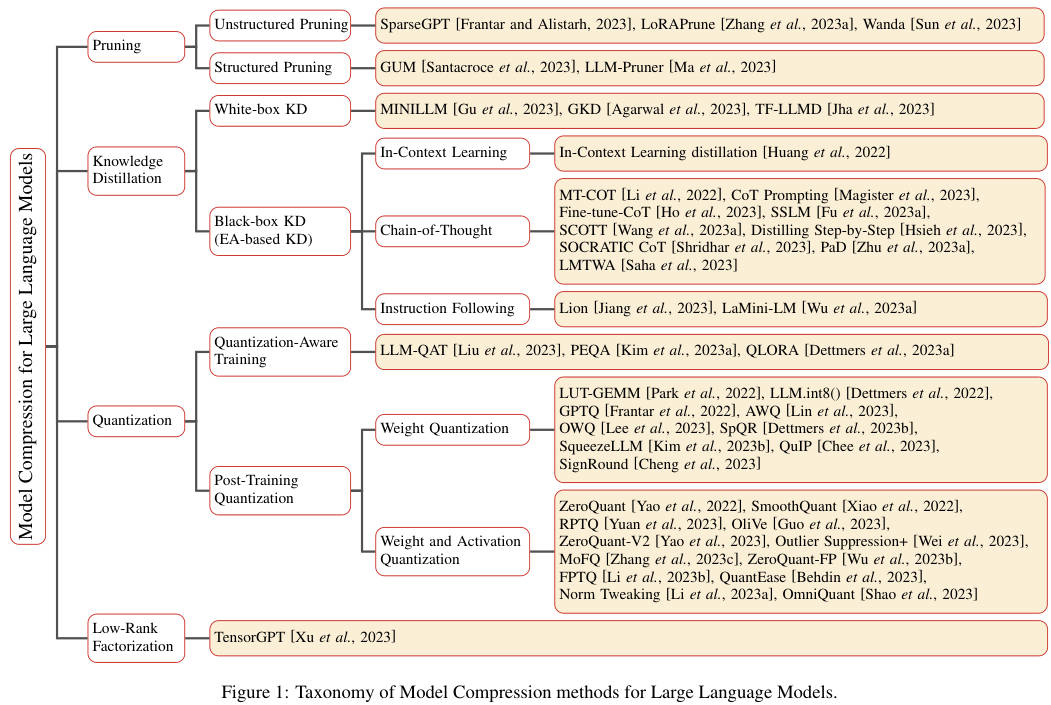 Model Compression for Large Language Models
Pruning
Unstructured Pruning
SparseGPT [Frantar and Alistarh, 2023], LoRAPrune [Zhang et al., 2023a], Wanda [Sun et al., 2023]
Structured Pruning
GUM [Santacroce et al., 2023], LLM-Pruner [Ma et al., 2023]
Knowledge
Distillation
White-box KD
MINILLM [Gu et al., 2023], GKD [Agarwal et al., 2023], TF-LLMD [Jha et al., 2023]
Black-box KD
(EA-based KD)
In-Context Learning
In-Context Learning distillation [Huang et al., 2022]
Chain-of-Thought
MT-COT [Li et al., 2022], CoT Prompting [Magister et al., 2023],
Fine-tune-CoT [Ho et al., 2023], SSLM [Fu et al., 2023a],
SCOTT [Wang et al., 2023a], Distilling Step-by-Step [Hsieh et al., 2023],
SOCRATIC CoT [Shridhar et al., 2023], PaD [Zhu et al., 2023a],
LMTWA [Saha et al., 2023]
Instruction Following
Lion [Jiang et al., 2023], LaMini-LM [Wu et al., 2023a]
Quantization
Quantization-Aware
Training
LLM-QAT [Liu et al., 2023], PEQA [Kim et al., 2023a], QLORA [Dettmers et al., 2023a]
Post-Training
Quantization
Weight Quantization
LUT-GEMM [Park et al., 2022], LLM.int8() [Dettmers et al., 2022],
GPTQ [Frantar et al., 2022], AWQ [Lin et al., 2023],
OWQ [Lee et al., 2023], SpQR [Dettmers et al., 2023b],
SqueezeLLM [Kim et al., 2023b], QuIP [Chee et al., 2023],
SignRound [Cheng et al., 2023]
Weight and Activation
Quantization
ZeroQuant [Yao et al., 2022], SmoothQuant [Xiao et al., 2022],
RPTQ [Yuan et al., 2023], OliVe [Guo et al., 2023],
ZeroQuant-V2 [Yao et al., 2023], Outlier Suppression+ [Wei et al., 2023],
MoFQ [Zhang et al., 2023c], ZeroQuant-FP [Wu et al., 2023b],
FPTQ [Li et al., 2023b], QuantEase [Behdin et al., 2023],
Norm Tweaking [Li et al., 2023a], OmniQuant [Shao et al., 2023]
Low-Rank
Factorization
TensorGPT [Xu et al., 2023]
Figure 1: Taxonomy of Model Compression methods for Large Language Models.